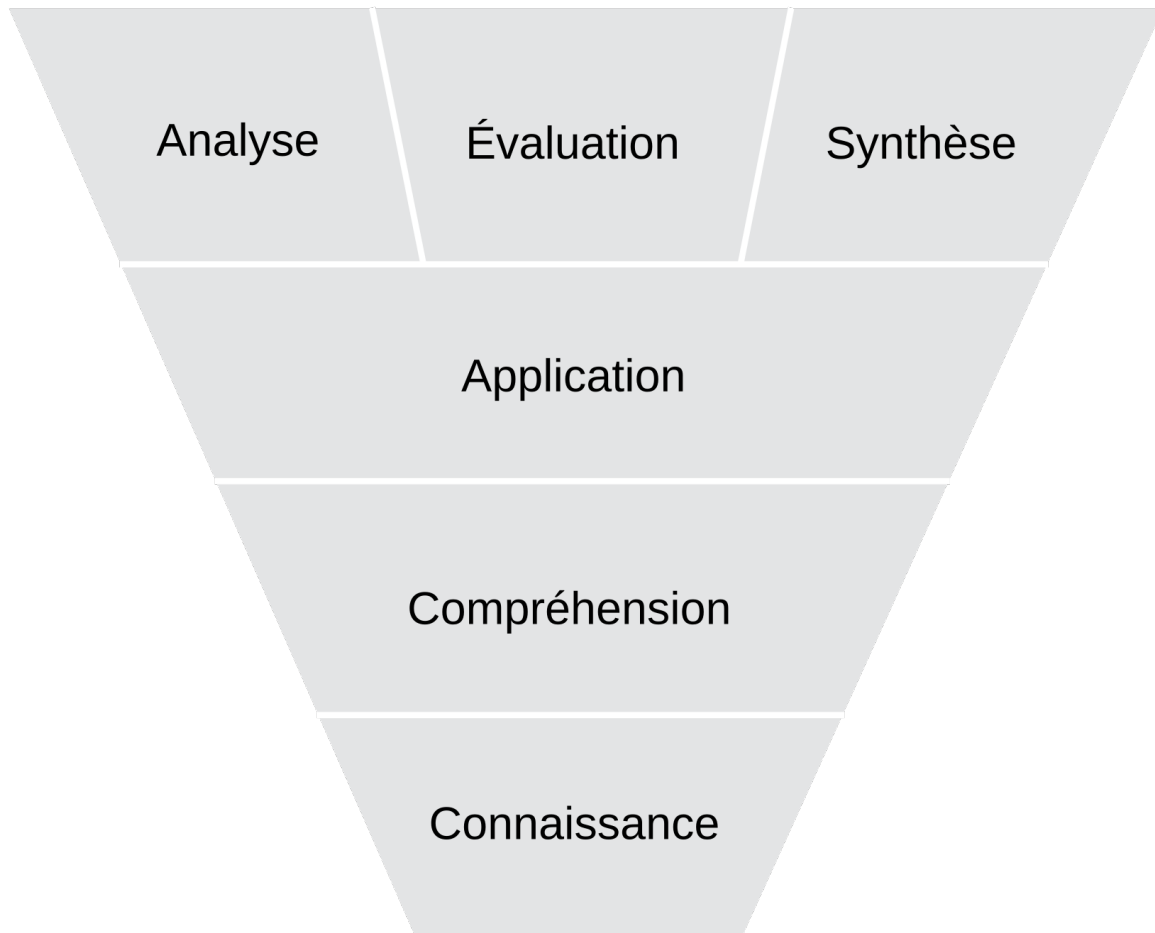 Analyse
Évaluation
Synthèse
Application
Compréhension
Connaissance